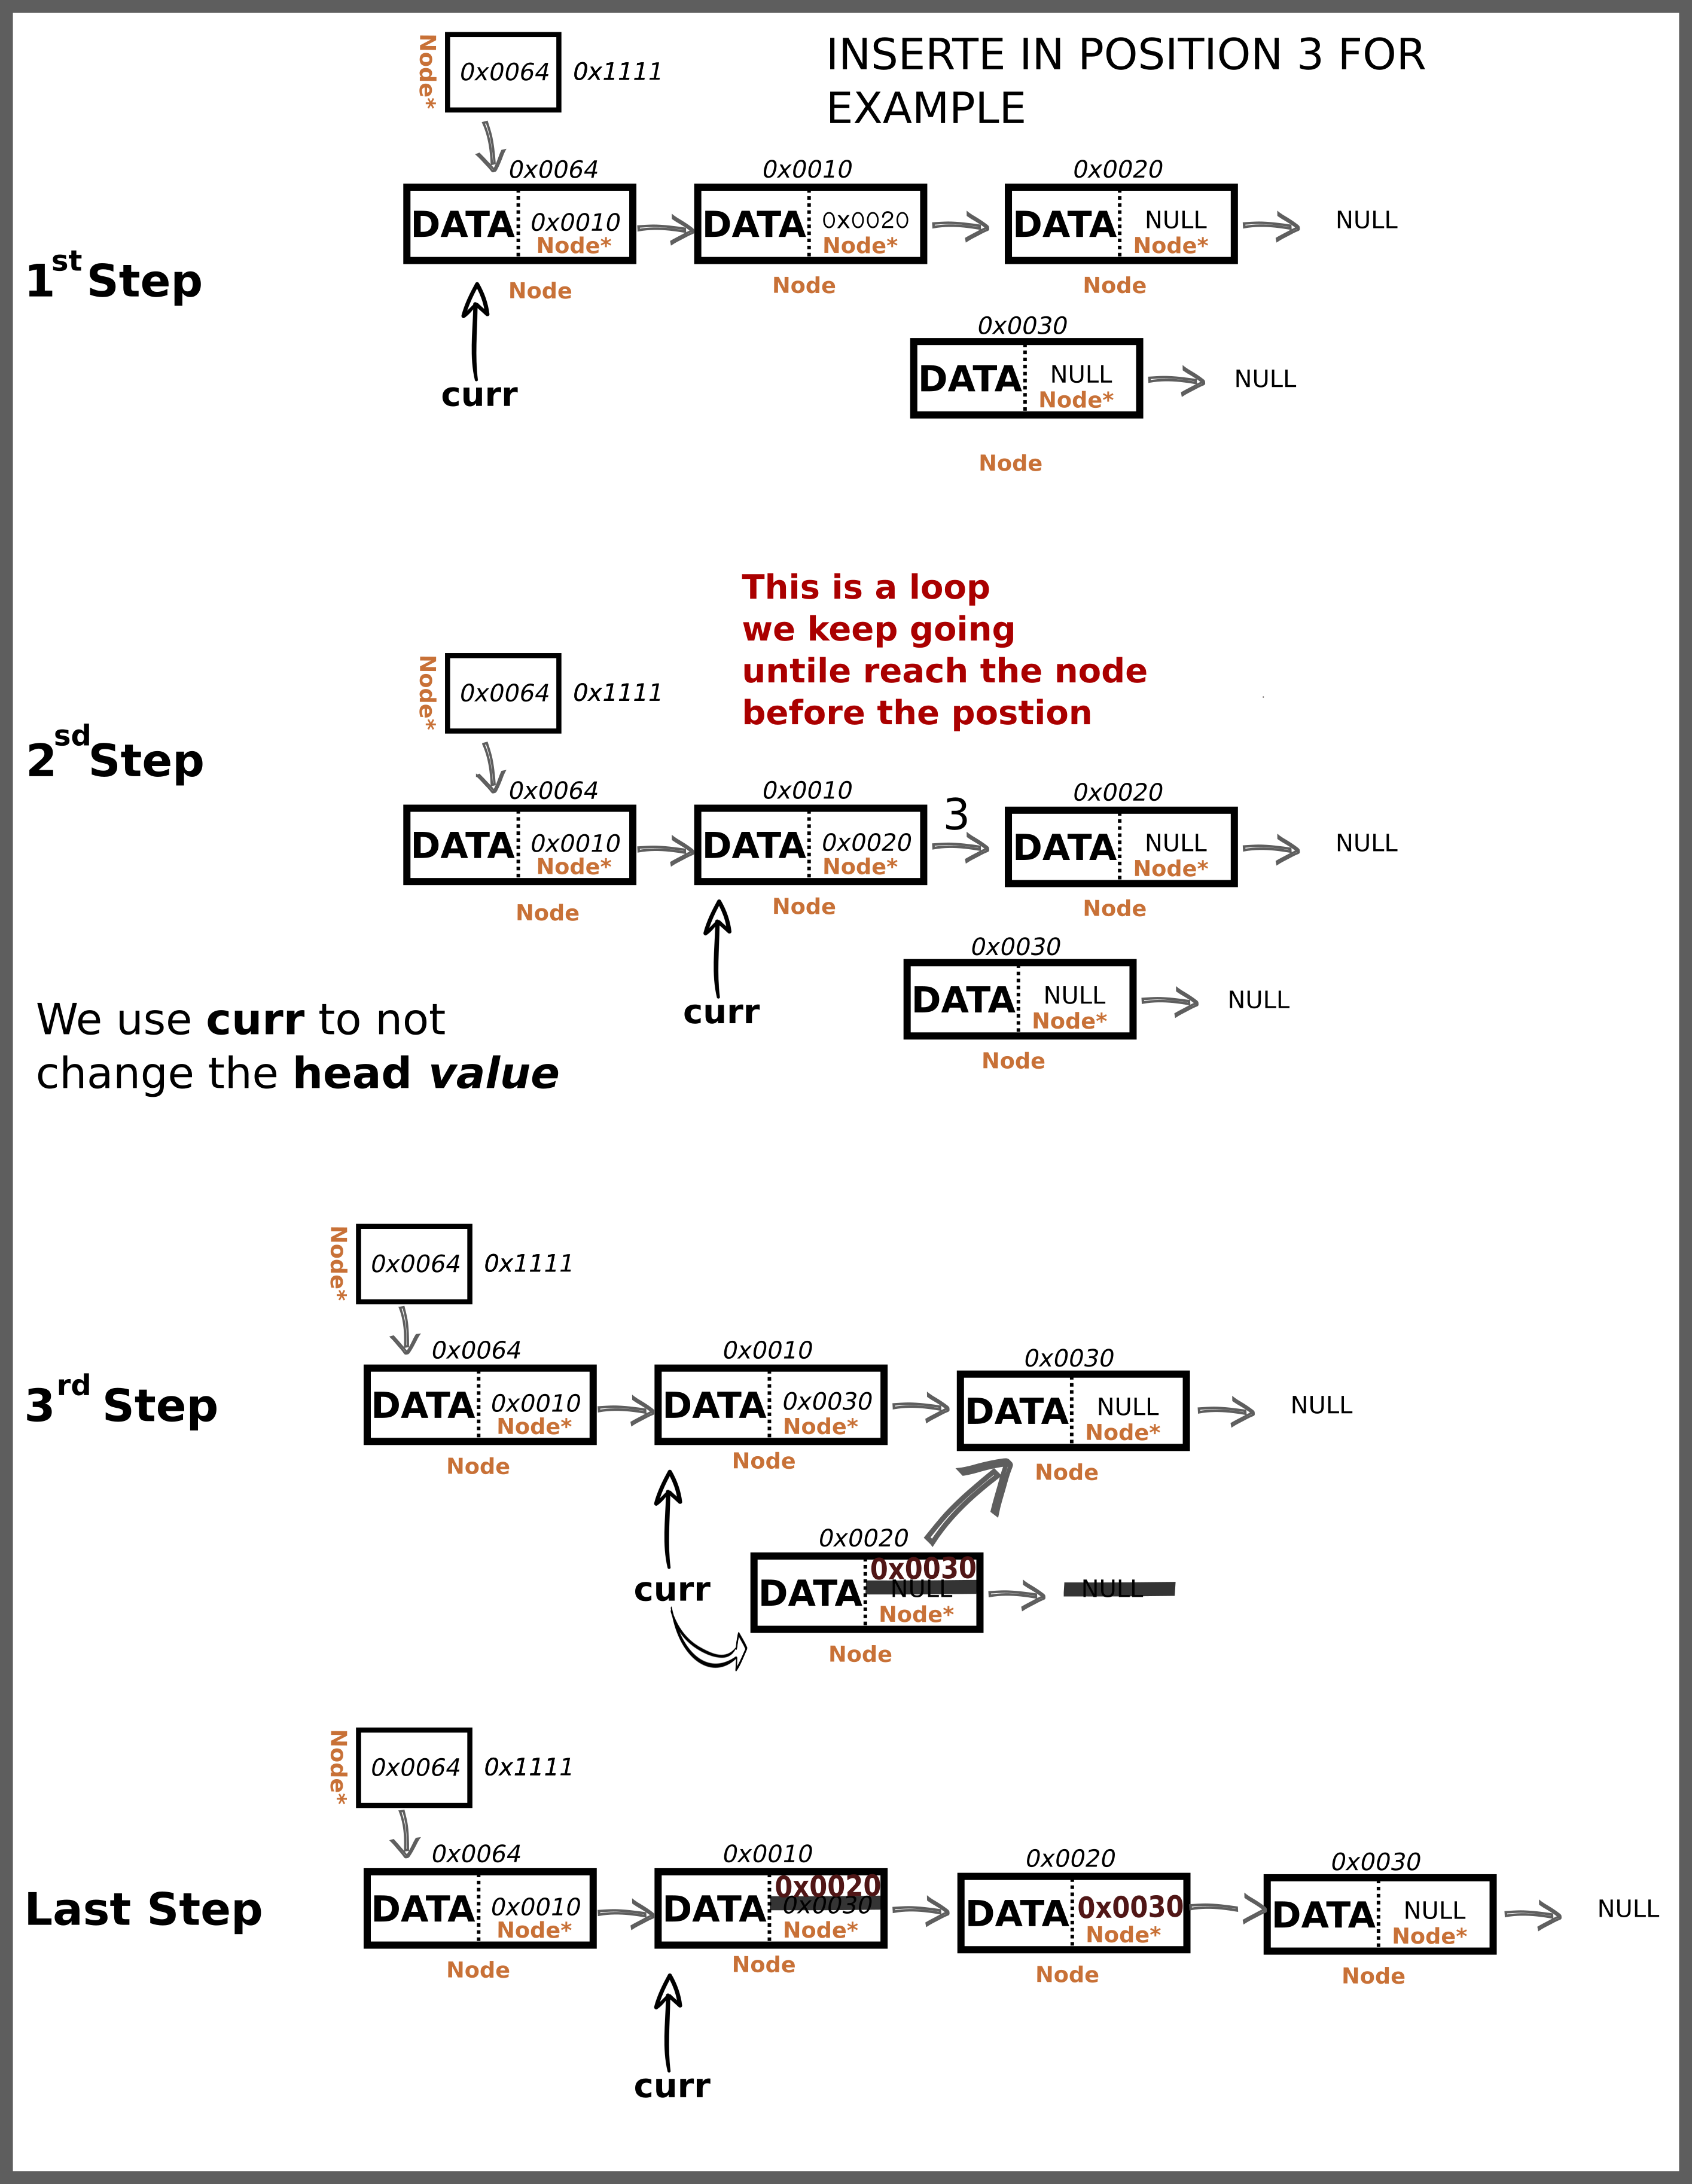 INSERTE IN POSITION 3 FOR
EXAMPLE
Node*
0x0064
0x1111
0x0064
0x0010
0x0020
DATA
0x0010
Node*
DATA
0x0020
Node*
DATA
NULL
Node*
NULL
1st Step
Node
Node
Node
0x0030
DATA
NULL
Node*
NULL
curr
Node
This is a loop
we keep going
untile reach the node
before the postion
Node*
0x0064
0x1111
2sd Step
0x0064
0x0010
3
0x0020
DATA
0x0010
Node*
DATA
0x0020
Node*
DATA
NULL
Node*
NULL
Node
Node
Node
0x0030
DATA
NULL
Node*
NULL
curr
Node
We use curr to not
change the head value
Node*
0x0064
0x1111
0x0064
0x0010
0x0030
3rd Step
DATA
0x0010
Node*
DATA
0x0030
Node*
DATA
NULL
Node*
NULL
Node
Node
Node
0x0020
curr
DATA
0x0030
NULL
Node*
NULL
Node
Node*
0x0064
0x1111
0x0064
0x0010
0x0020
0x0030
Last Step
DATA
0x0010
Node*
DATA
0x0020
0x0030
Node*
DATA
0x0030
Node*
DATA
NULL
Node*
NULL
Node
Node
Node
Node
curr